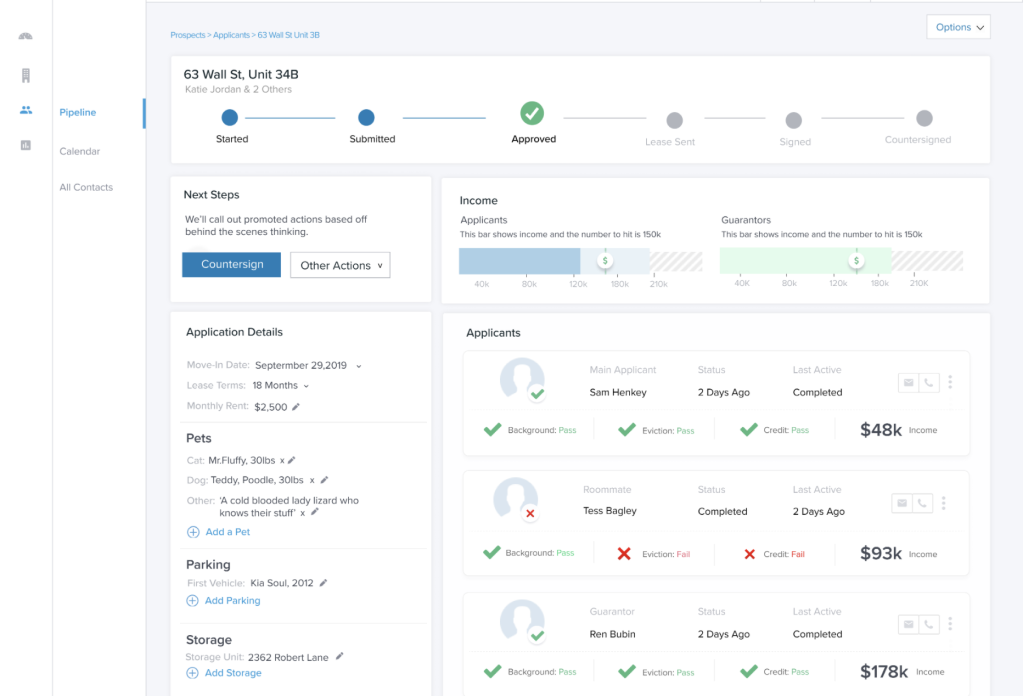 Options
Prospects > Applicants > 63 Wall St Unit 3B
63 Wall St, Unit 34B
Katie Jordan & 2 Others
Started
Submitted
Approved
Lease Sent
Signed
Countersigned
Pipeline
Calendar
All Contacts
Next Steps
We'll call out promoted actions based off
behind the scenes thinking.
Countersign
Other Actions v
Income
Applicants
This bar shows income and the number to hit is 150k
$
40k 80k 120k 180k 210k
Guarantors
This bar shows income and the number to hit is 150k
$
40K 80k 120k 180k 210K
Application Details
Move-In Date: Septermber 29,2019
Lease Terms: 18 Months
Monthly Rent: $2,500
Pets
Cat: Mr.Fluffy, 30lbs x
Dog: Teddy, Poodle, 30lbs x
Other: 'A cold blooded lady lizard who
knows their stuff' x
Add a Pet
Parking
First Vehicle: Kia Soul, 2012
Add Parking
Storage
Storage Unit: 2362 Robert Lane
Add Storage
Applicants
Main Applicant Status Last Active
Sam Henkey 2 Days Ago Completed
Background: Pass Eviction: Pass Credit: Pass $48k Income
Roommate Status Last Active
Tess Bagley Completed 2 Days Ago
Background: Pass Eviction: Fail Credit: Fail $93k Income
Guarantor Status Last Active
Ren Bubin 2 Days Ago Completed
Background: Pass Eviction: Pass Credit: Pass $178k Income